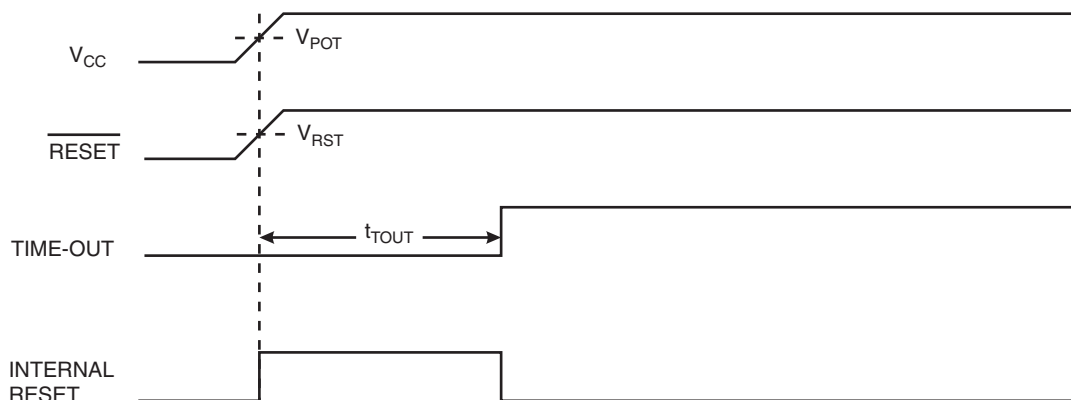 V_CC
V_POT
RESET
V_RST
TIME-OUT
t_TOUT
INTERNAL
RESET